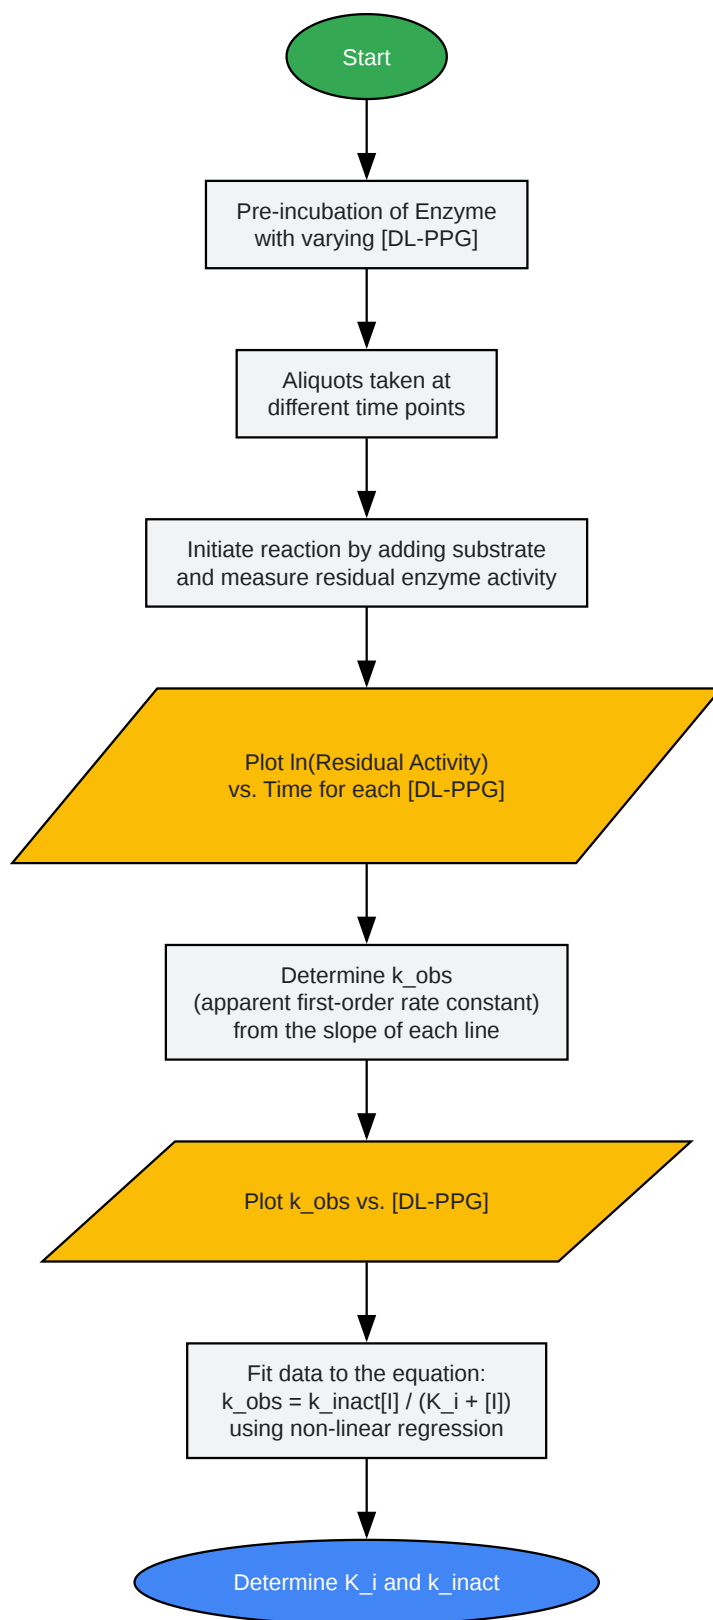 Start
Pre-incubation of Enzyme
with varying [DL-PPG]
Aliquots taken at
different time points
Initiate reaction by adding substrate
and measure residual enzyme activity
Plot ln(Residual Activity)
vs. Time for each [DL-PPG]
Determine k_obs
(apparent first-order rate constant)
from the slope of each line
Plot k_obs vs. [DL-PPG]
Fit data to the equation:
k_obs = k_inact[I] / (K_i + [I])
using non-linear regression
Determine K_i and k_inact